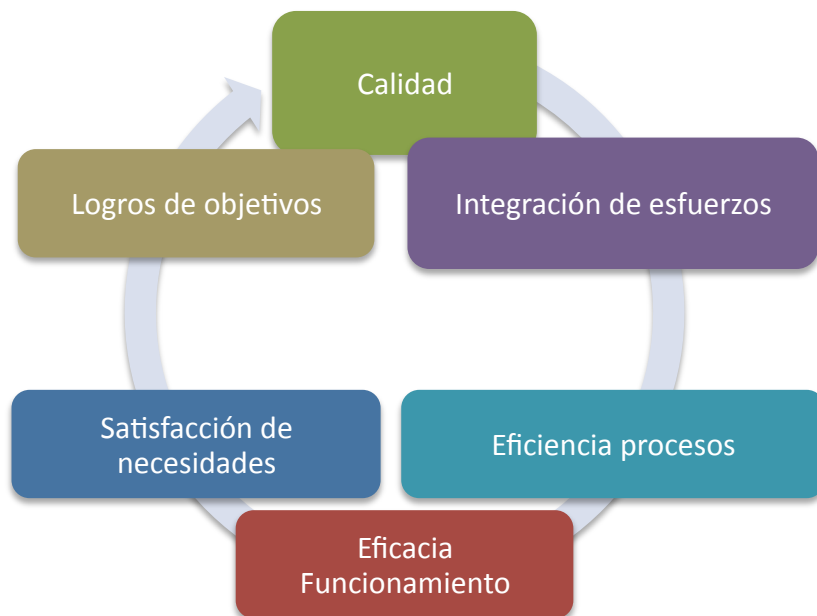 Calidad
Integración de esfuerzos
Eficiencia procesos
Eficacia
Funcionamiento
Satisfacción de
necesidades
Logros de objetivos